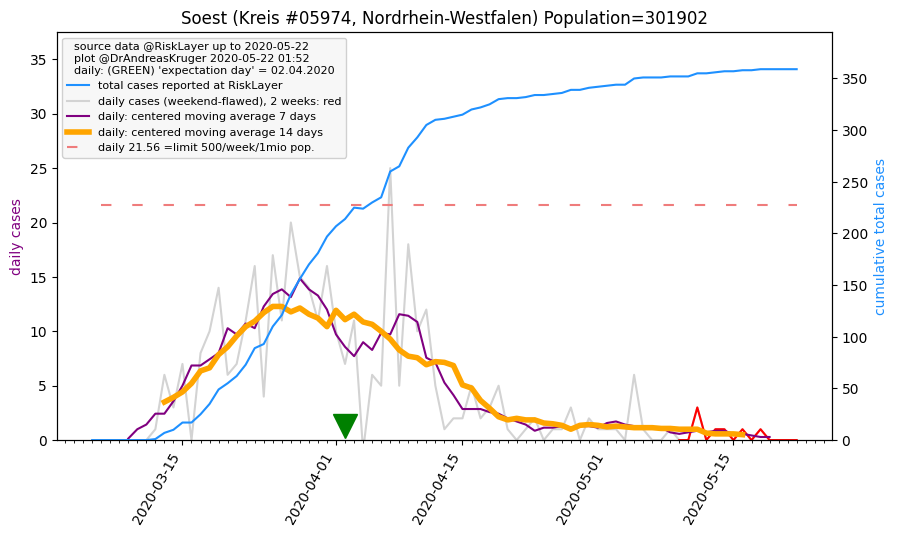 Soest (Kreis #05974, Nordrhein-Westfalen) Population=301902
source data @RiskLayer up to 2020-05-22
plot @DrAndreasKruger 2020-05-22 01:52
daily: (GREEN) 'expectation day' = 02.04.2020
total cases reported at RiskLayer
daily cases (weekend-flawed), 2 weeks: red
daily: centered moving average 7 days
daily: centered moving average 14 days
daily 21.56 =limit 500/week/1mio pop.
daily cases
35
30
25
20
15
10
5
0
cumulative total cases
350
300
250
200
150
100
50
0
2020-03-15
2020-04-01
2020-04-15
2020-05-01
2020-05-15